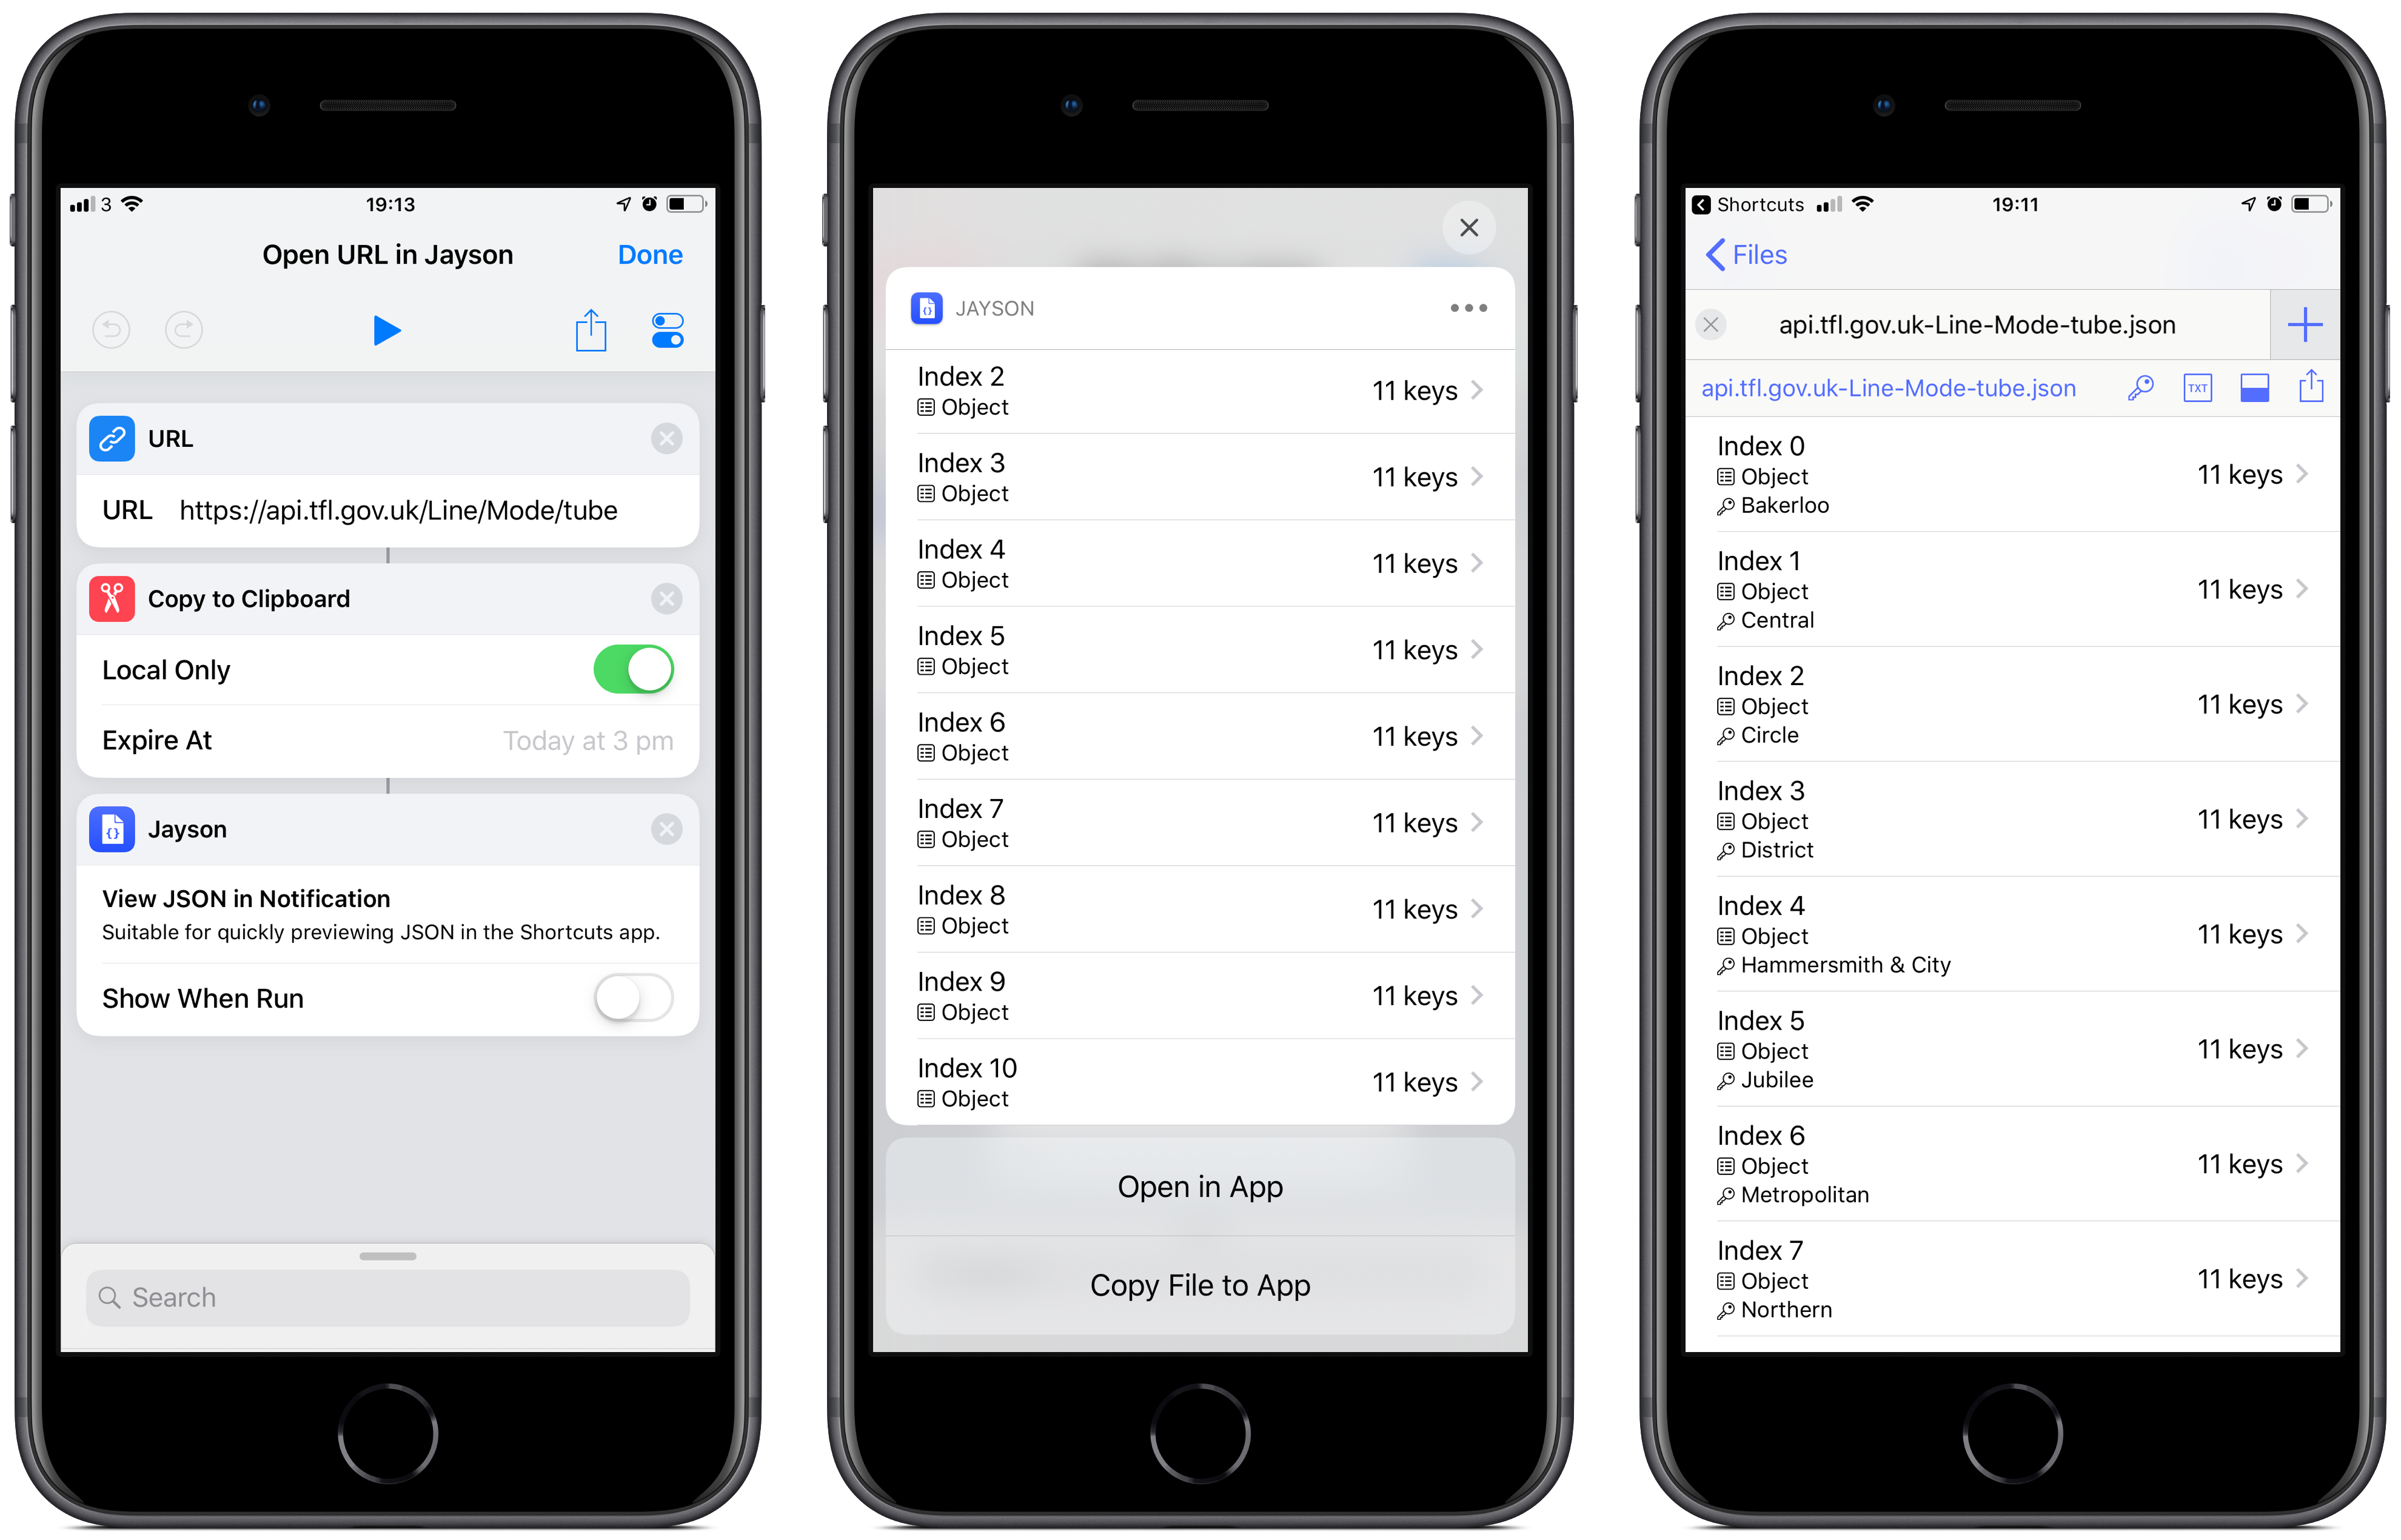 3
19:13
Open URL in Jayson
Done
URL
URL https://api.tfl.gov.uk/Line/Mode/tube
Copy to Clipboard
Local Only
Expire At Today at 3 pm
Jayson
View JSON in Notification
Suitable for quickly previewing JSON in the Shortcuts app.
Show When Run
Search
JAYSON
Index 2
Object
11 keys
Index 3
Object
11 keys
Index 4
Object
11 keys
Index 5
Object
11 keys
Index 6
Object
11 keys
Index 7
Object
11 keys
Index 8
Object
11 keys
Index 9
Object
11 keys
Index 10
Object
11 keys
Open in App
Copy File to App
Shortcuts
19:11
Files
api.tfl.gov.uk-Line-Mode-tube.json
api.tfl.gov.uk-Line-Mode-tube.json
TXT
Index 0
Object
Bakerloo
11 keys
Index 1
Object
Central
11 keys
Index 2
Object
Circle
11 keys
Index 3
Object
District
11 keys
Index 4
Object
Hammersmith & City
11 keys
Index 5
Object
Jubilee
11 keys
Index 6
Object
Metropolitan
11 keys
Index 7
Object
Northern
11 keys